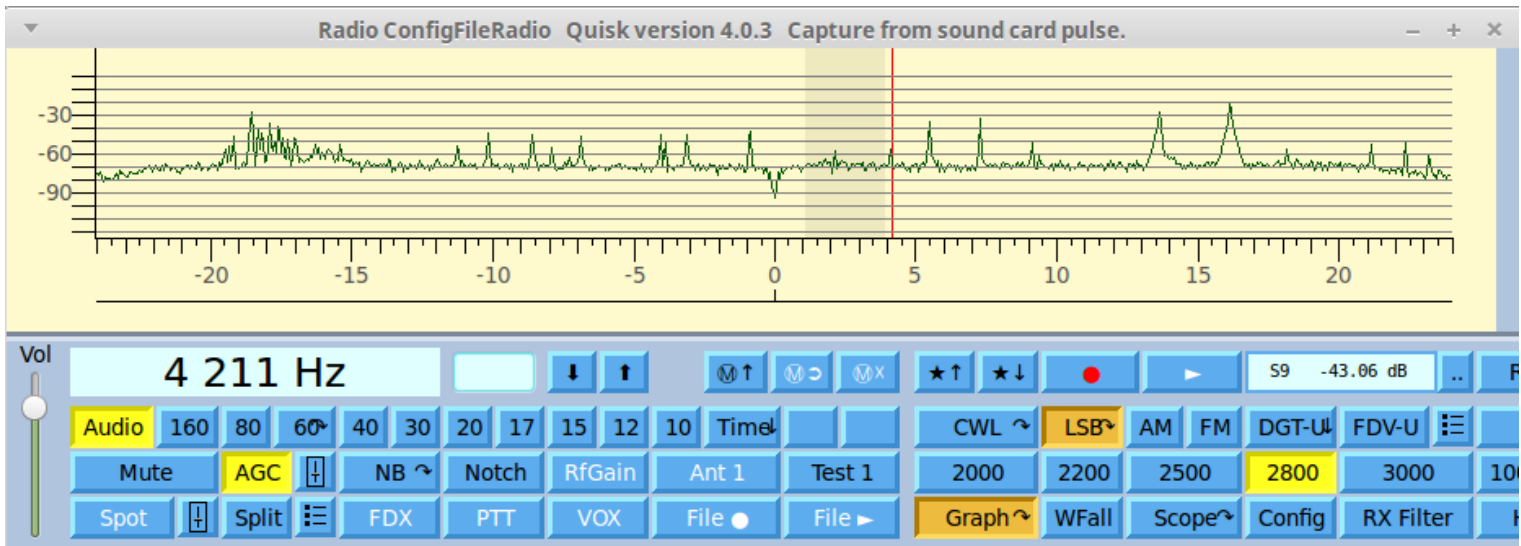 Radio ConfigFileRadio Quisk version 4.0.3 Capture from sound card pulse.
-30
-60
-90
-20 -15 -10 -5 0 5 10 15 20
Vol
4 211 Hz
Ⓜ↑ Ⓜ➲ Ⓜx ★↑ ★↓
S9 -43.06 dB .. R
Audio 160 80 60 40 30 20 17 15 12 10 Time CWL LSB AM FM DGT-U FDV-U
Mute AGC NB Notch RfGain Ant 1 Test 1 2000 2200 2500 2800 3000 100
Spot Split FDX PTT VOX File ● File ► Graph WFall Scope Config RX Filter